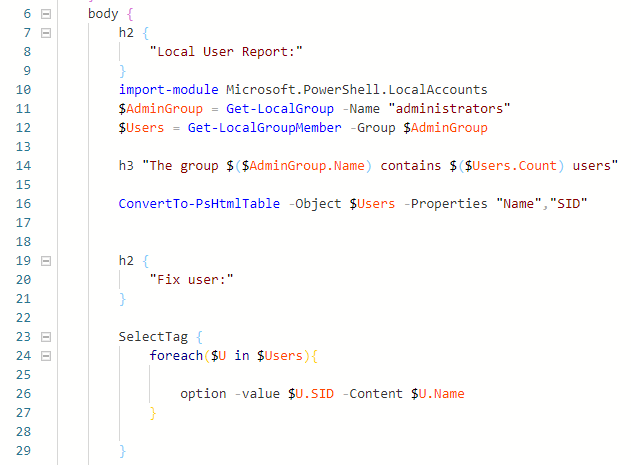 6 body {
7 h2 {
8 "Local User Report:"
9 }
10 import-module Microsoft.PowerShell.LocalAccounts
11 $AdminGroup = Get-LocalGroup -Name "administrators"
12 $Users = Get-LocalGroupMember -Group $AdminGroup
13
14 h3 "The group $($AdminGroup.Name) contains $($Users.Count) users"
15
16 ConvertTo-PsHtmlTable -Object $Users -Properties "Name","SID"
17
18
19 h2 {
20 "Fix user:"
21 }
22
23 SelectTag {
24 foreach($U in $Users){
25
26 option -value $U.SID -Content $U.Name
27 }
28
29 }